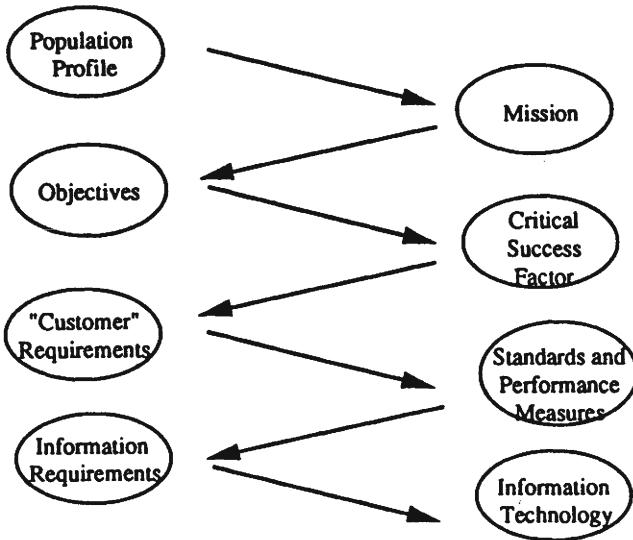 Population
Profile
Mission
Objectives
Critical
Success
Factor
"Customer"
Requirements
Standards and
Performance
Measures
Information
Requirements
Information
Technology